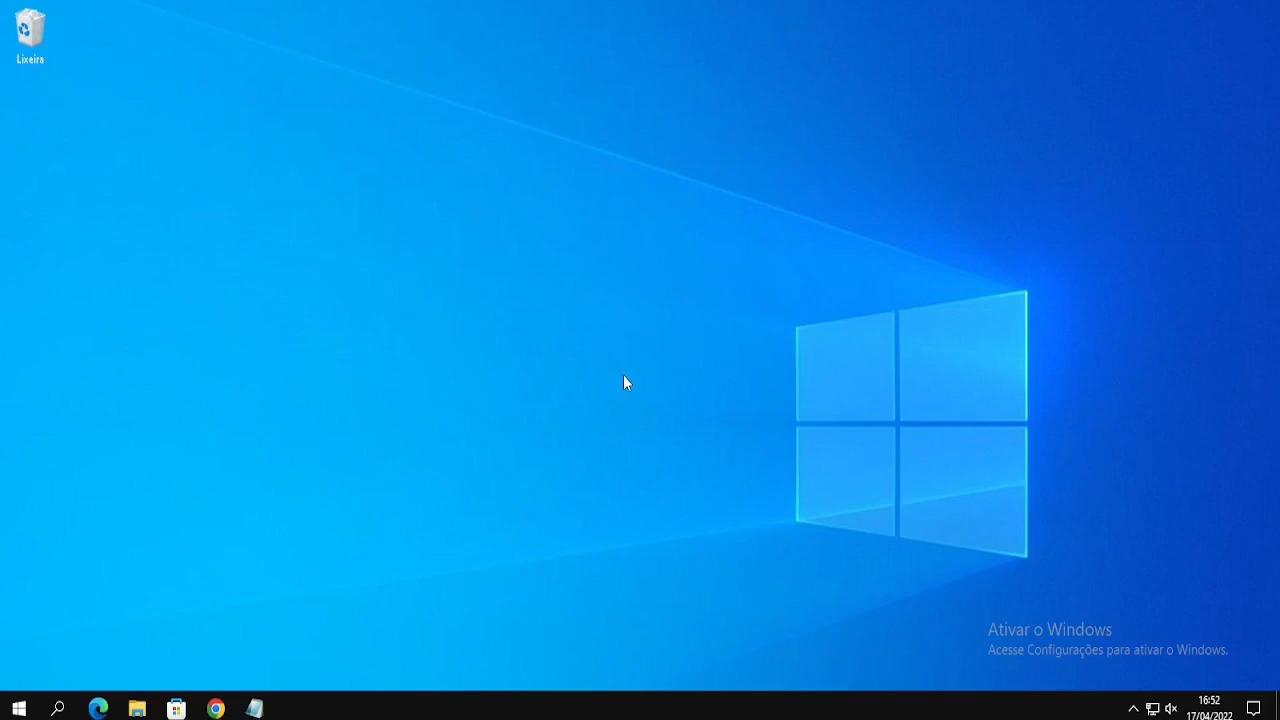 Lixeira
Ativar o Windows
Acesse Configurações para ativar o Windows.
16:52
17/04/2022